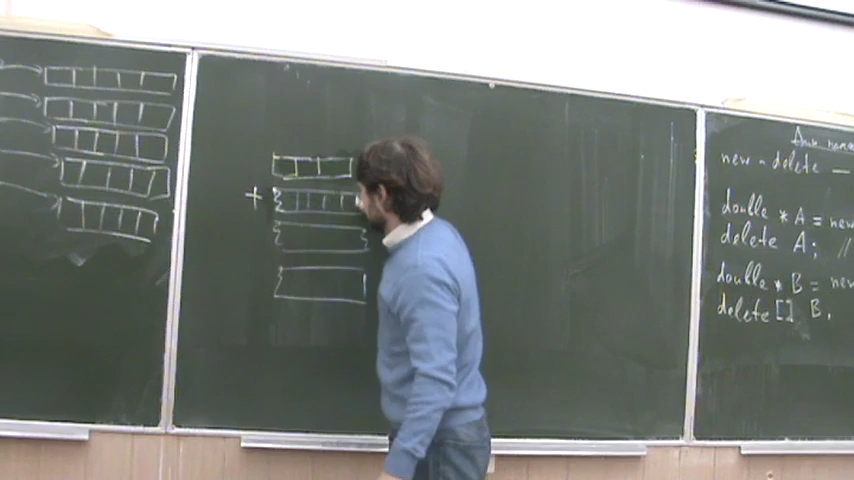 +
new - delete —
double * A = new
delete A; //
double * B = new
delete [] B.